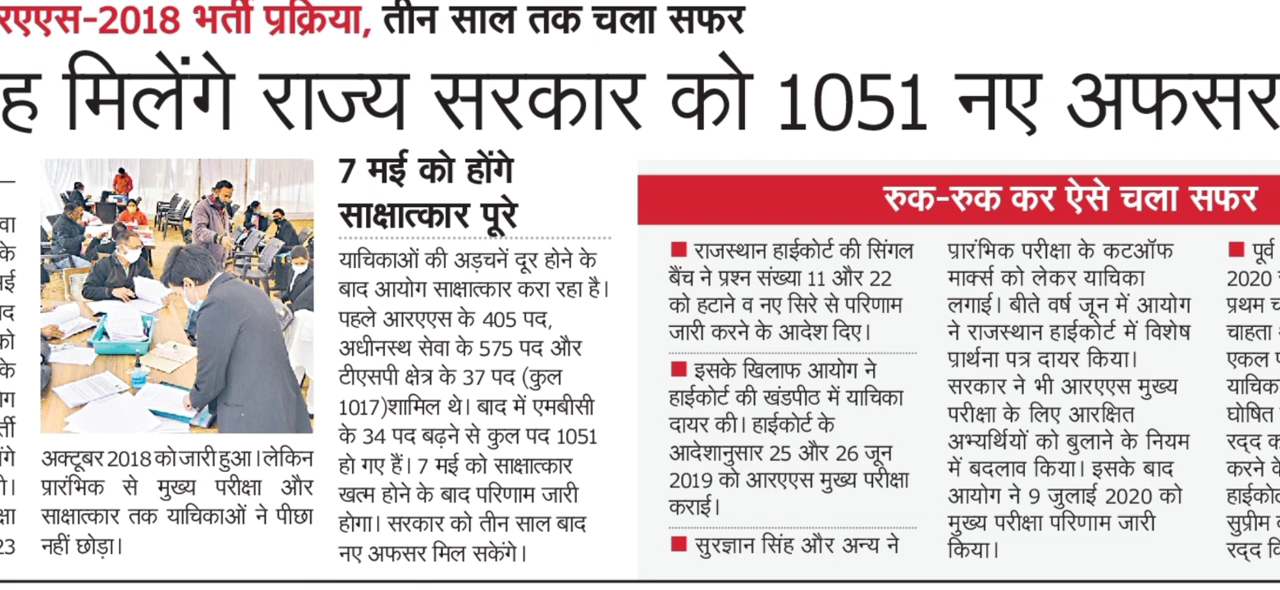 रएएस-2018 भर्ती प्रक्रिया, तीन साल तक चला सफर
ह मिलेंगे राज्य सरकार को 1051 नए अफसर
अक्टूबर 2018 को जारी हुआ। लेकिन
प्रारंभिक से मुख्य परीक्षा और
साक्षात्कार तक याचिकाओं ने पीछा
नहीं छोड़ा।
7 मई को होंगे
साक्षात्कार पूरे
याचिकाओं की अड़चनें दूर होने के
बाद आयोग साक्षात्कार करा रहा है।
पहले आरएएस के 405 पद,
अधीनस्थ सेवा के 575 पद और
टीएसपी क्षेत्र के 37 पद (कुल
1017)शामिल थे। बाद में एमबीसी
के 34 पद बढ़ने से कुल पद 1051
हो गए हैं। 7 मई को साक्षात्कार
खत्म होने के बाद परिणाम जारी
होगा। सरकार को तीन साल बाद
नए अफसर मिल सकेंगे।
रुक-रुक कर ऐसे चला सफर
राजस्थान हाईकोर्ट की सिंगल
बैंच ने प्रश्न संख्या 11 और 22
को हटाने व नए सिरे से परिणाम
जारी करने के आदेश दिए।
इसके खिलाफ आयोग ने
हाईकोर्ट की खंडपीठ में याचिका
दायर की। हाईकोर्ट के
आदेशानुसार 25 और 26 जून
2019 को आरएएस मुख्य परीक्षा
कराई।
सुरज्ञान सिंह और अन्य ने
प्रारंभिक परीक्षा के कटऑफ
मार्क्स को लेकर याचिका
लगाई। बीते वर्ष जून में आयोग
ने राजस्थान हाईकोर्ट में विशेष
प्रार्थना पत्र दायर किया।
सरकार ने भी आरएएस मुख्य
परीक्षा के लिए आरक्षित
अभ्यर्थियों को बुलाने के नियम
में बदलाव किया। इसके बाद
आयोग ने 9 जुलाई 2020 को
मुख्य परीक्षा परिणाम जारी
किया।
पूर्व
2020
प्रथम च
चाहता
एकल प
याचिक
घोषित
रद्द क
करने के
हाईकोर्ट
सुप्रीम
रद्द कि